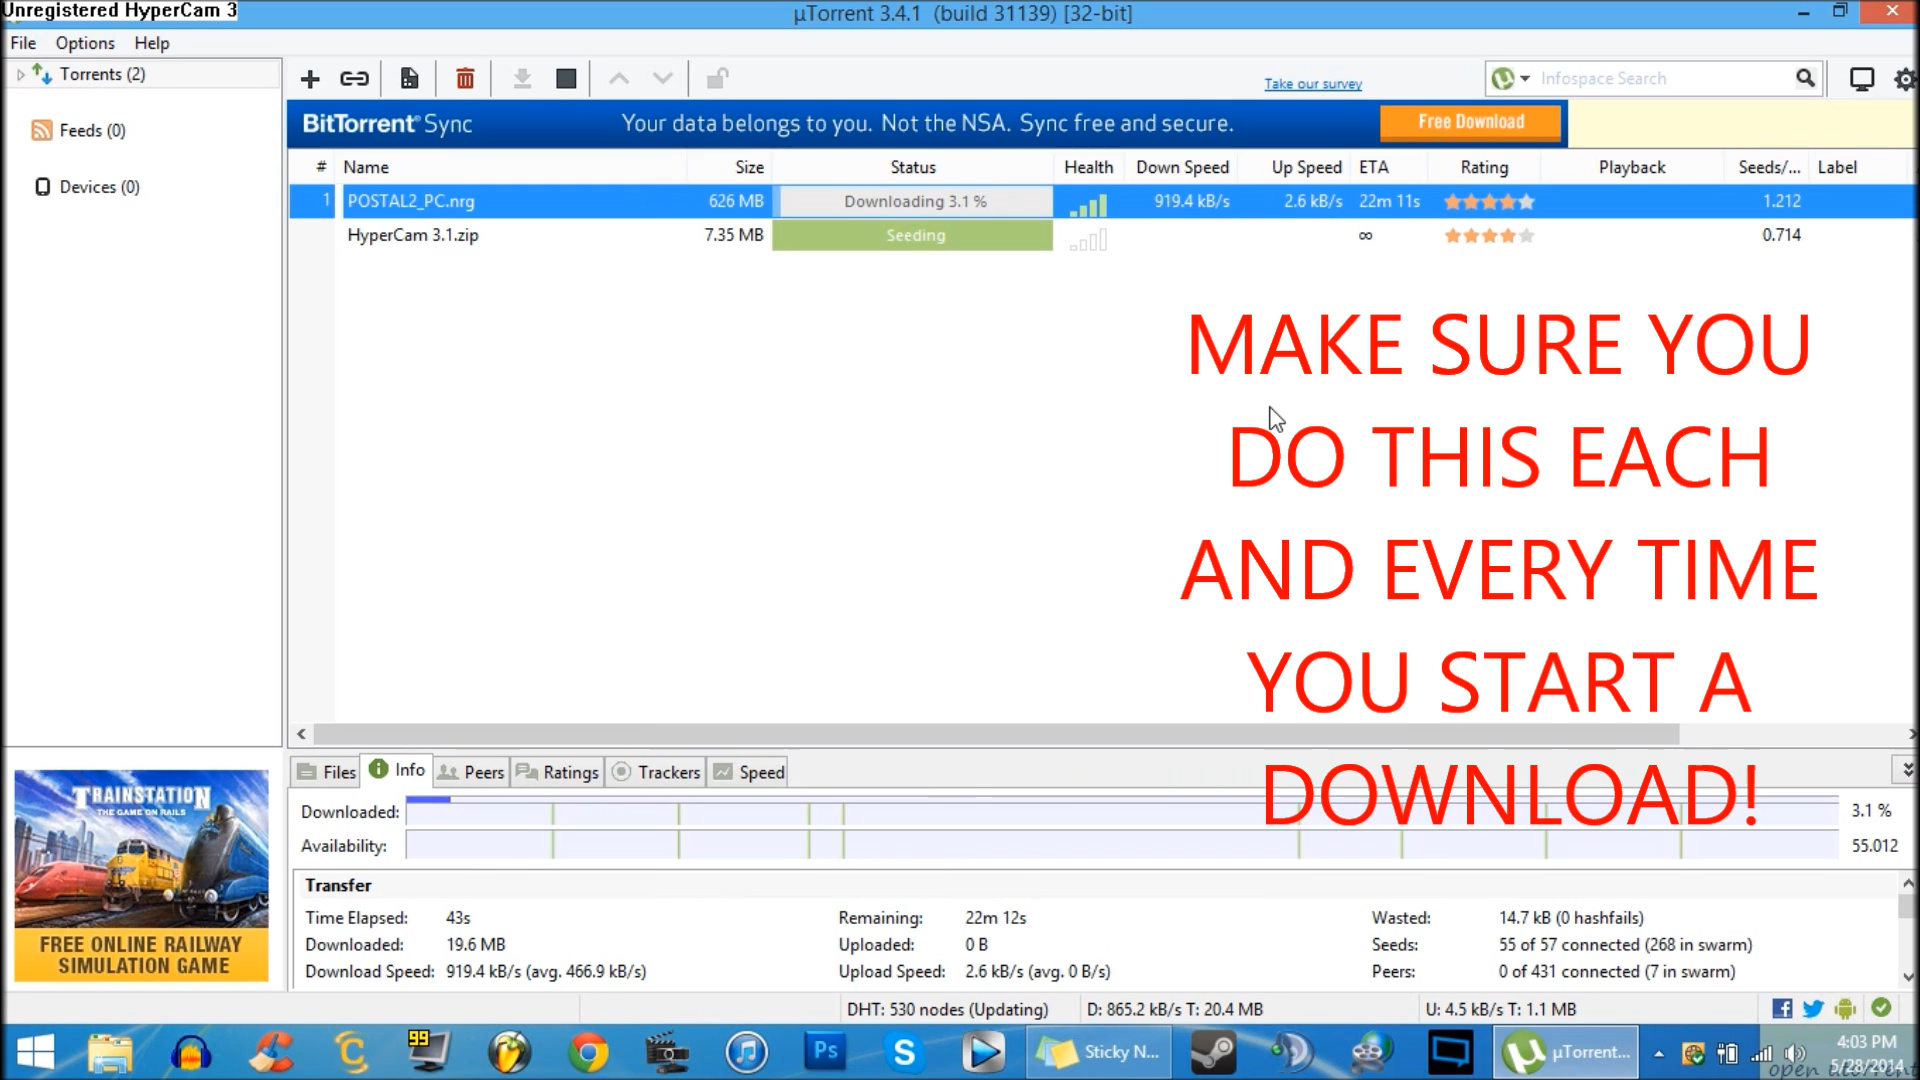 Unregistered HyperCam 3
µTorrent 3.4.1 (build 31139) [32-bit]
File Options Help
Torrents (2)
Take our survey
Infospace Search
Feeds (0)
Devices (0)
BitTorrent Sync Your data belongs to you. Not the NSA. Sync free and secure. Free Download
# Name Size Status Health Down Speed Up Speed ETA Rating Playback Seeds/... Label
1 POSTAL2_PC.nrg 626 MB Downloading 3.1 % 919.4 kB/s 2.6 kB/s 22m 11s 1.212
HyperCam 3.1.zip 7.35 MB Seeding ∞ 0.714
MAKE SURE YOU
DO THIS EACH
AND EVERY TIME
YOU START A
DOWNLOAD!
Files Info Peers Ratings Trackers Speed
Downloaded: 3.1 %
Availability: 55.012
Transfer
Time Elapsed: 43s Remaining: 22m 12s Wasted: 14.7 kB (0 hashfails)
Downloaded: 19.6 MB Uploaded: 0 B Seeds: 55 of 57 connected (268 in swarm)
Download Speed: 919.4 kB/s (avg. 466.9 kB/s) Upload Speed: 2.6 kB/s (avg. 0 B/s) Peers: 0 of 431 connected (7 in swarm)
TRAINSTATION
THE GAME ON RAILS
FREE ONLINE RAILWAY
SIMULATION GAME
DHT: 530 nodes (Updating) D: 865.2 kB/s T: 20.4 MB U: 4.5 kB/s T: 1.1 MB
99
Ps
Sticky N...
µTorrent...
4:03 PM
5/28/2014